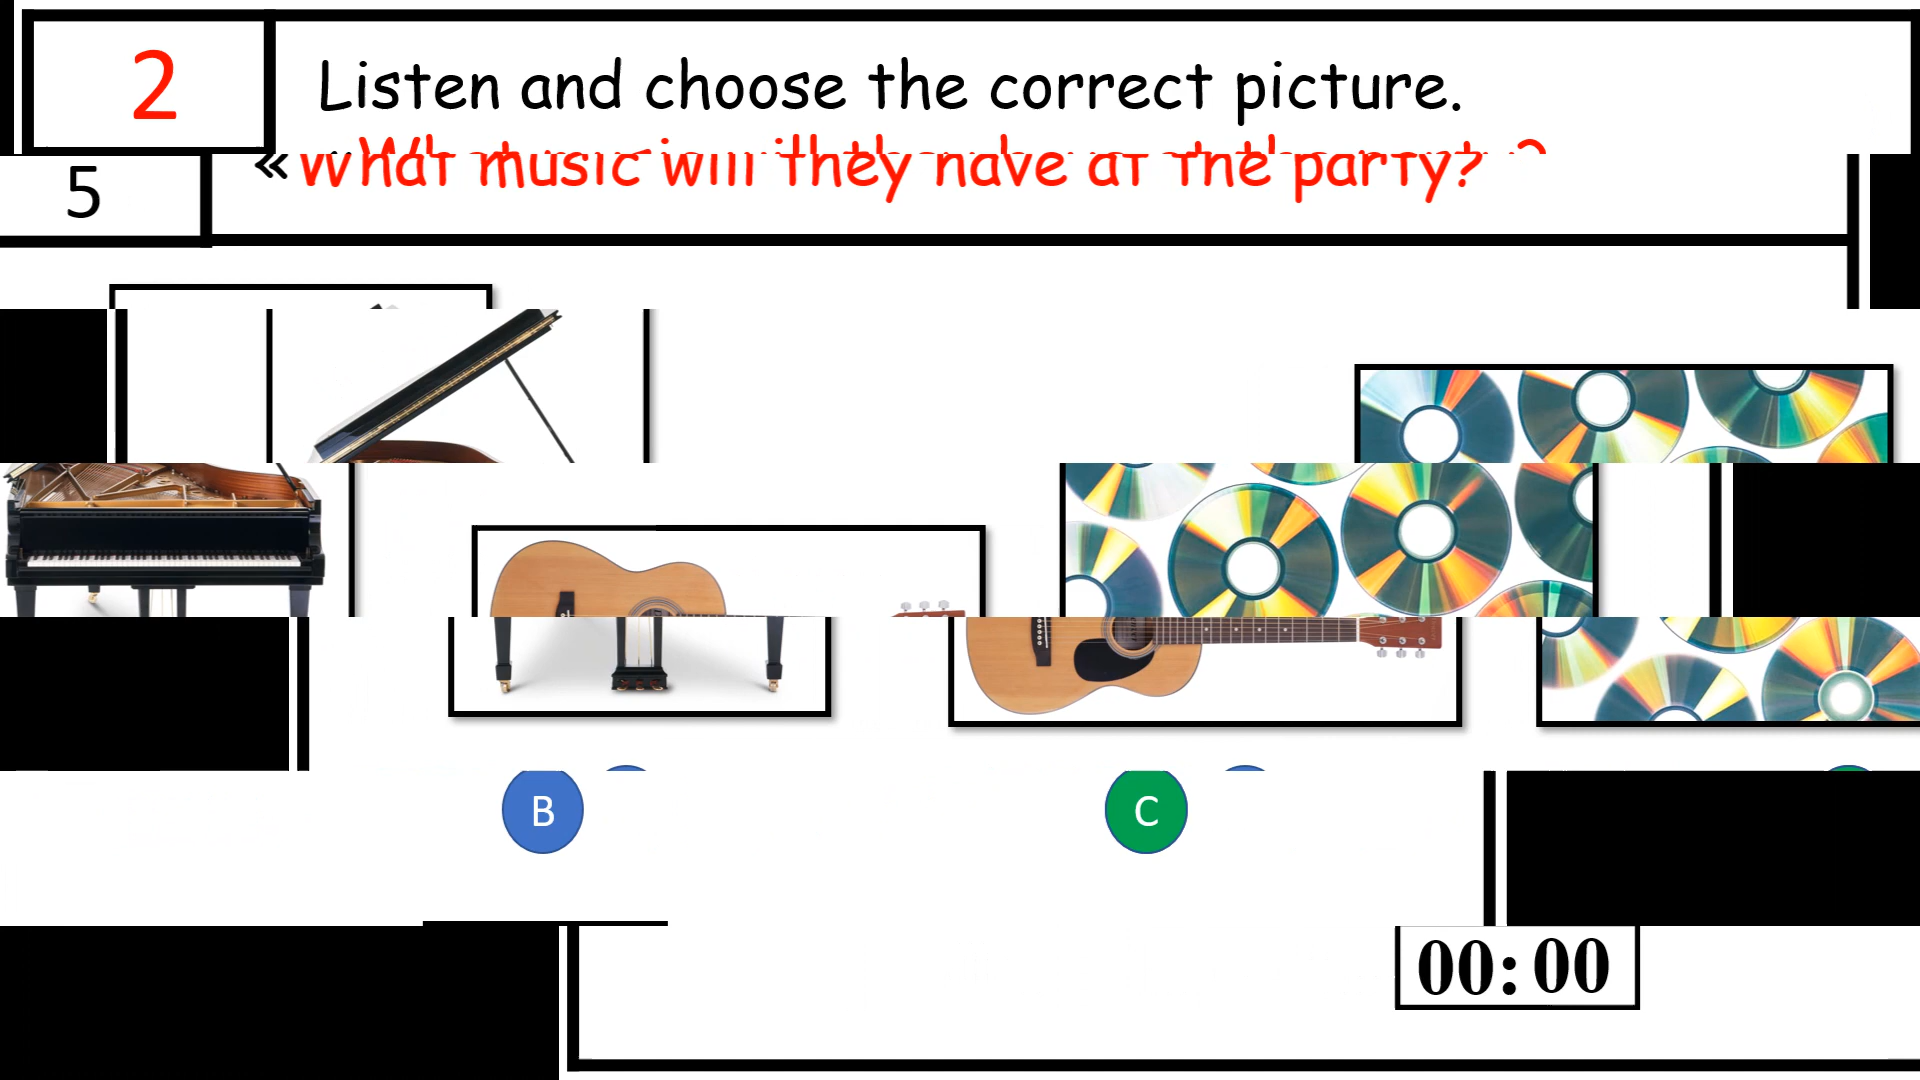 2
Listen and choose the correct picture.
5
« What music will they have at the party?
B
C
00:00